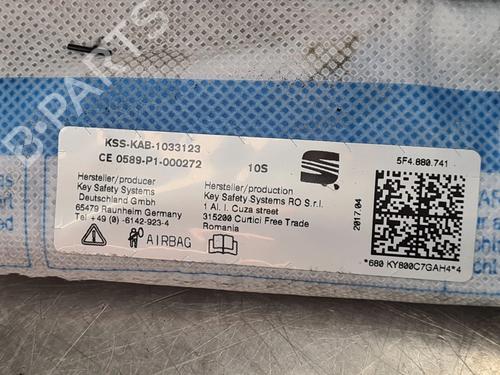 B-PARTS
KSS-KAB-1033123
CE 0589-P1-000272
10S
5F4.880.741
Hersteller/producer
Key Safety Systems
Deutschland GmbH
65479 Raunheim Germany
Tel +49 (0) -6142-923-4
AIRBAG
Hersteller/production
Key Safety Systems RO S.r.l.
1 Al. I. Cuza street
315200 Curtici Free Trade
Romania
2017.04
*680 KY800C7GAH4*4